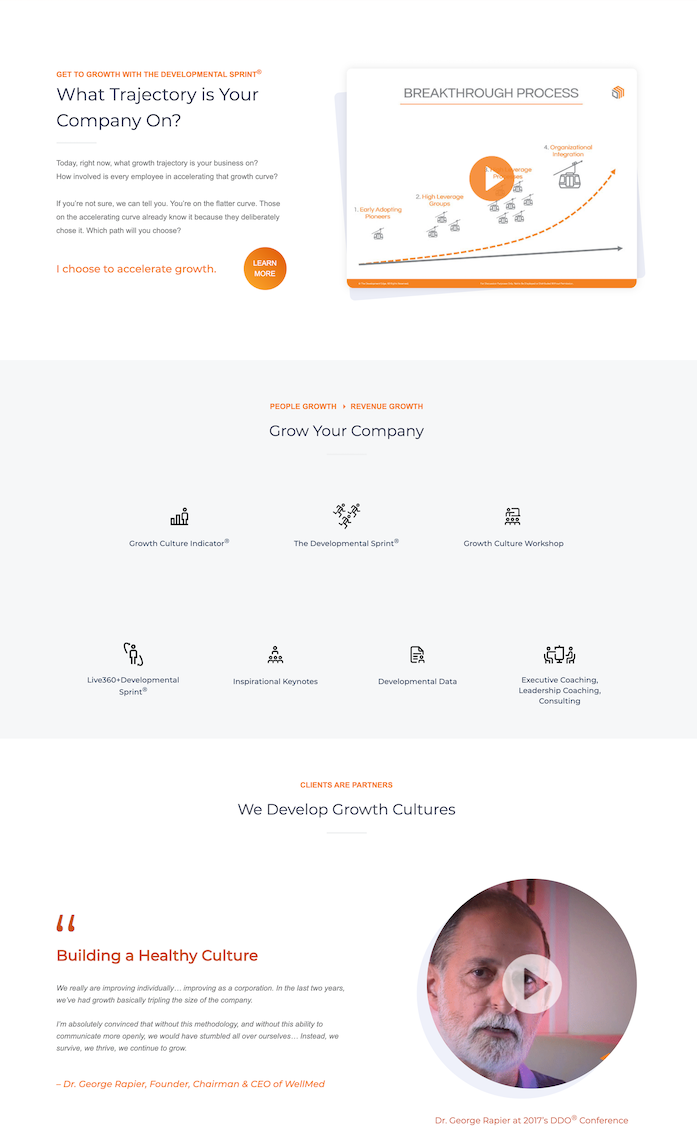 GET TO GROWTH WITH THE DEVELOPMENTAL SPRINT®
What Trajectory is Your
Company On?
Today, right now, what growth trajectory is your business on?
How involved is every employee in accelerating that growth curve?
If you're not sure, we can tell you. You're on the flatter curve. Those
on the accelerating curve already know it because they deliberately
chose it. Which path will you choose?
I choose to accelerate growth.
LEARN
MORE
BREAKTHROUGH PROCESS
1. Early Adopting
Pioneers
2. High Leverage
Groups
4. Organizational
Integration
PEOPLE GROWTH ▸ REVENUE GROWTH
Grow Your Company
Growth Culture Indicator®
The Developmental Sprint®
Growth Culture Workshop
Live360+Developmental
Sprint®
Inspirational Keynotes
Developmental Data
Executive Coaching,
Leadership Coaching,
Consulting
CLIENTS ARE PARTNERS
We Develop Growth Cultures
“
Building a Healthy Culture
We really are improving individually… improving as a corporation. In the last two years,
we've had growth basically tripling the size of the company.
I'm absolutely convinced that without this methodology, and without this ability to
communicate more openly, we would have stumbled all over ourselves… Instead, we
survive, we thrive, we continue to grow.
– Dr. George Rapier, Founder, Chairman & CEO of WellMed
Dr. George Rapier at 2017's DDO® Conference